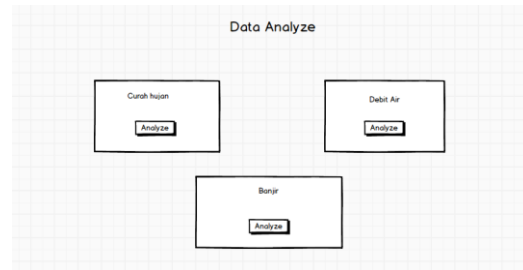 Data Analyze
Curah hujan
Analyze
Debit Air
Analyze
Banjir
Analyze